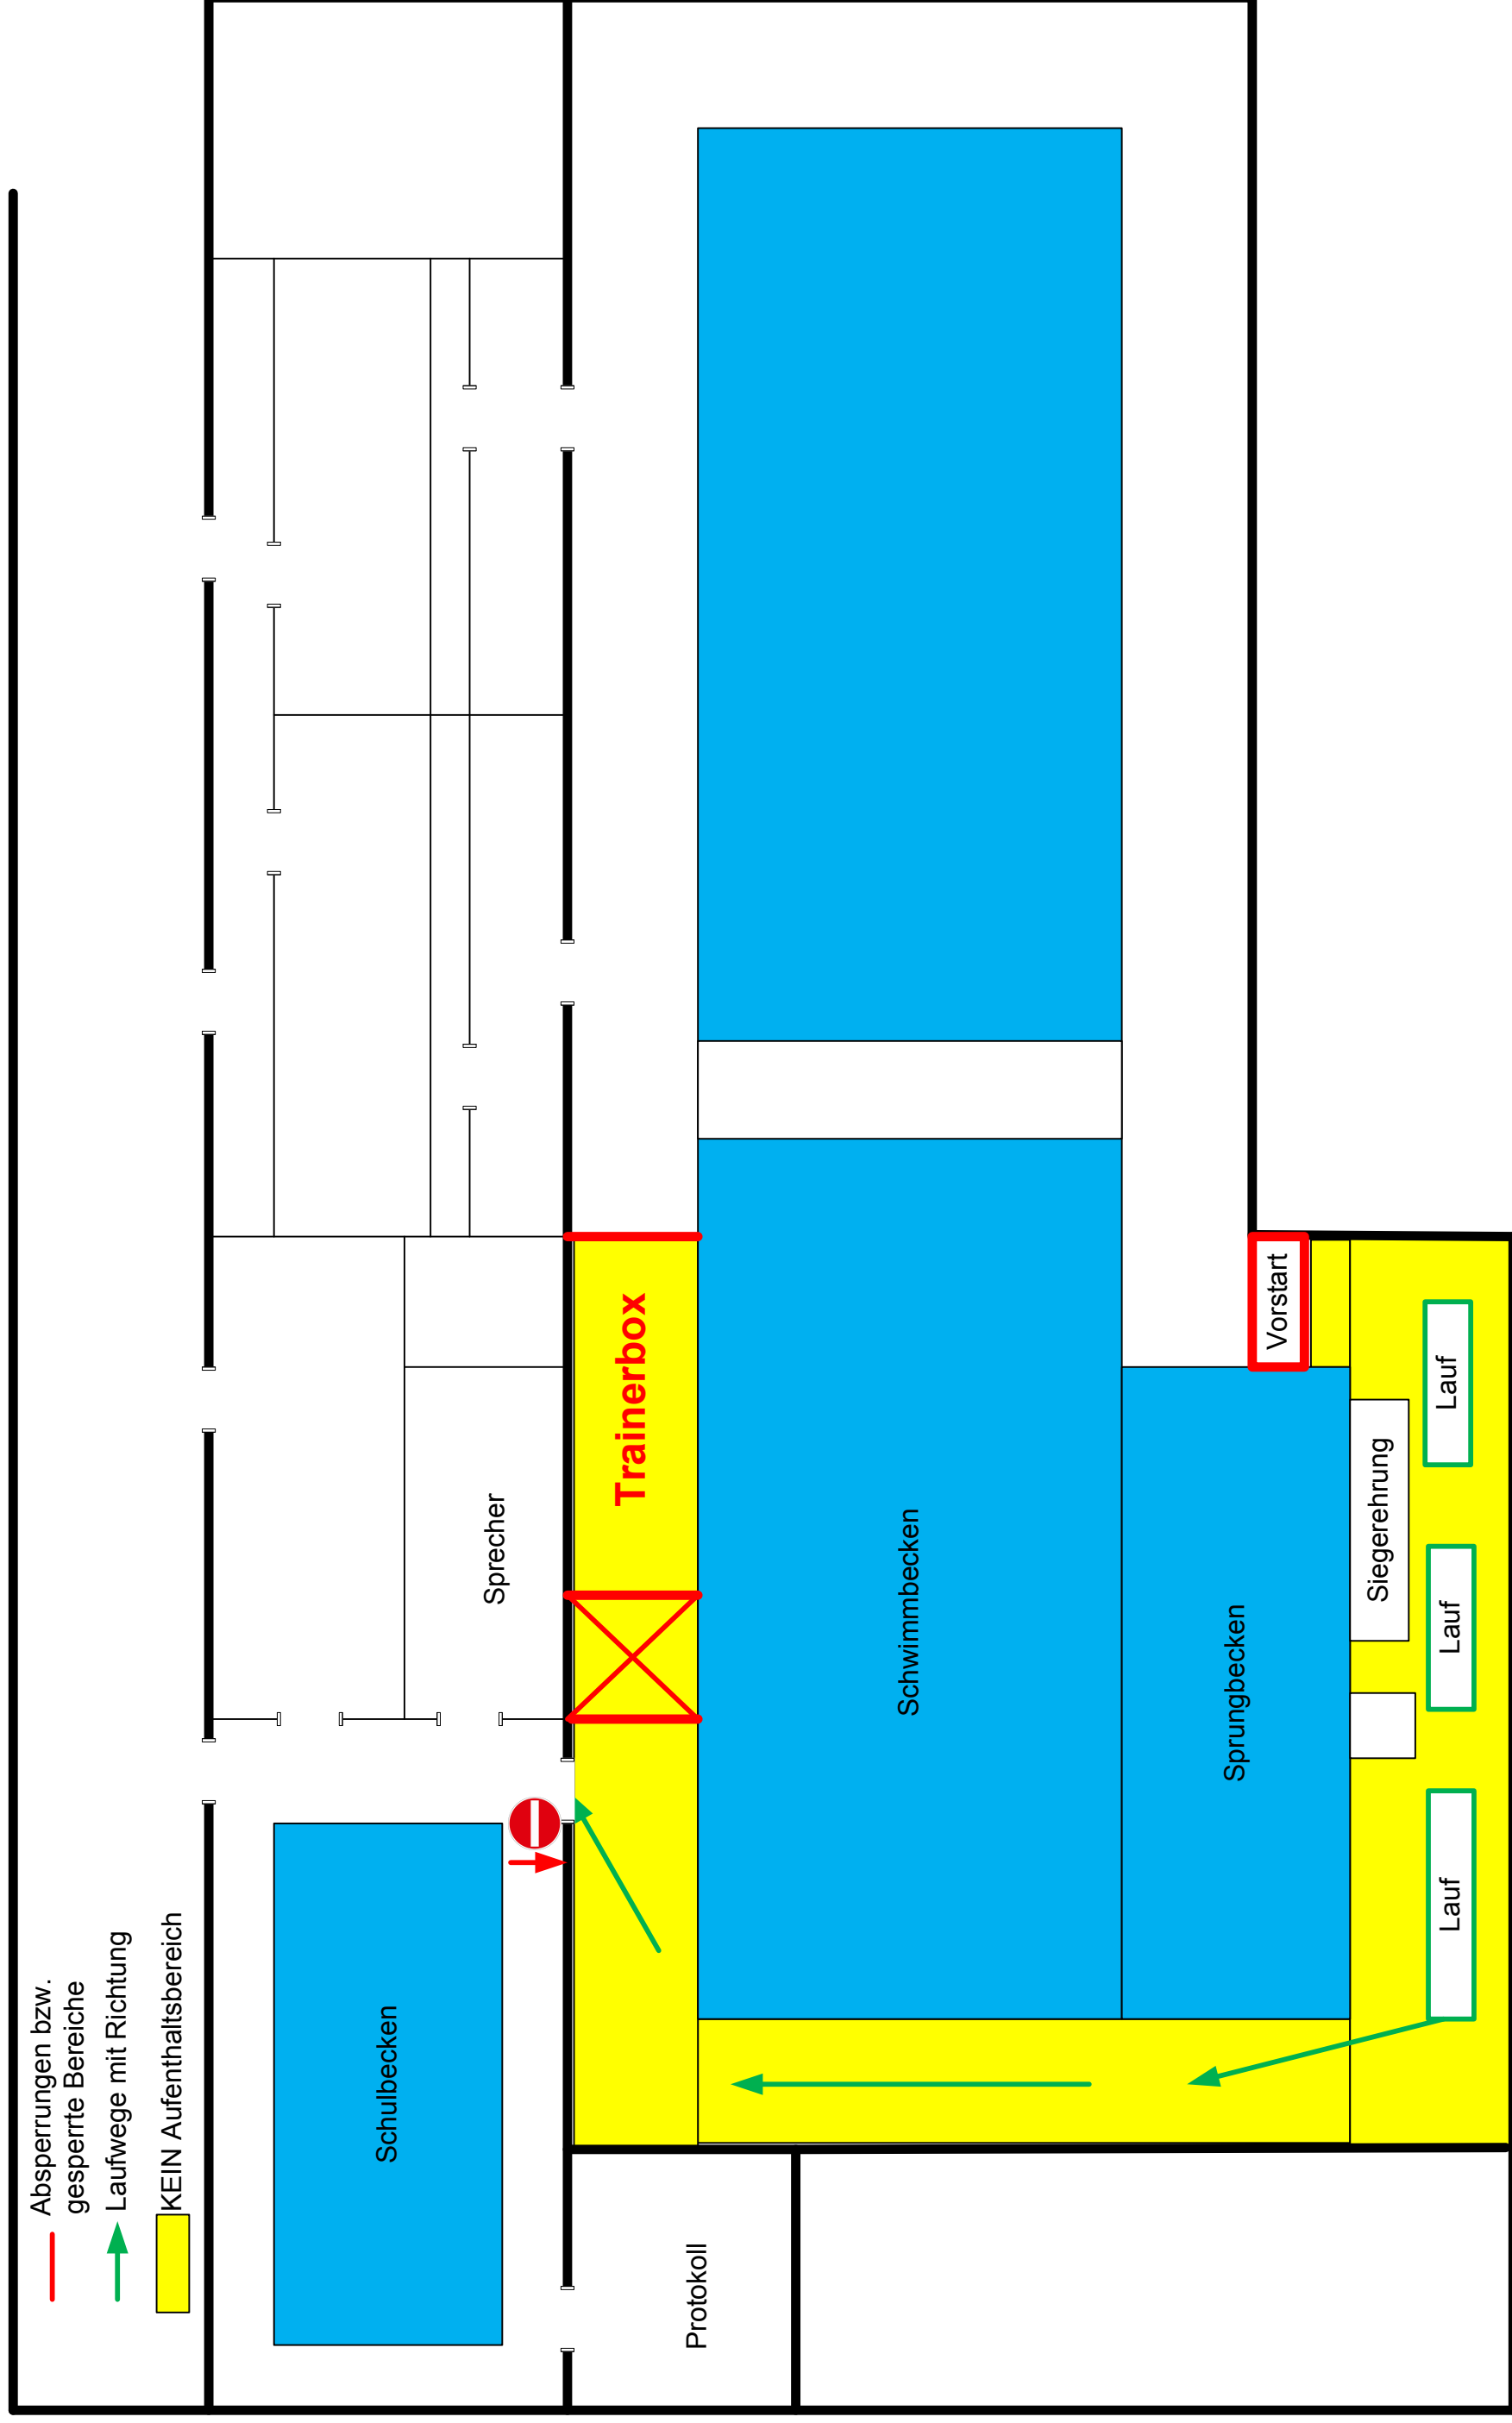 Absperrungen bzw.
gesperrte Bereiche
Laufwege mit Richtung
KEIN Aufenthaltsbereich
Schulbecken
Sprecher
Trainerbox
Protokoll
Schwimmbecken
Sprungbecken
Vorstart
Siegerehrung
Lauf
Lauf
Lauf